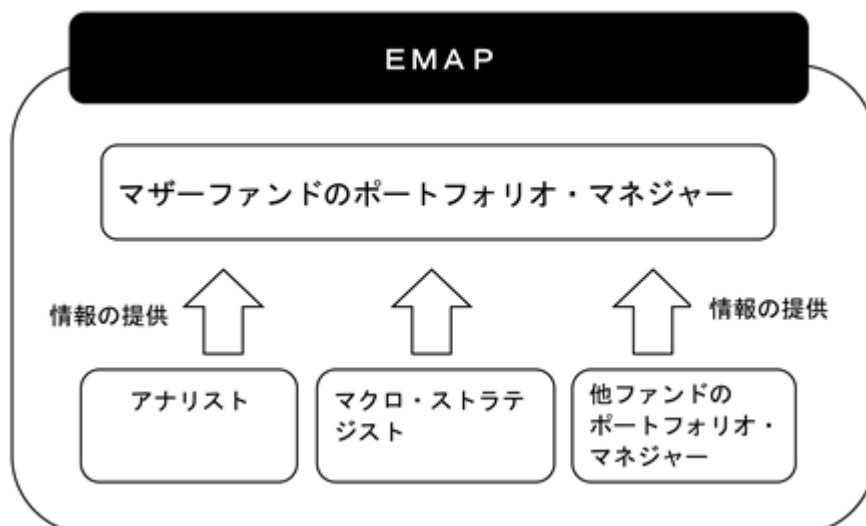 EMAP
マザーファンドのポートフォリオ・マネジャー
情報の提供
情報の提供
アナリスト
マクロ・ストラテ
ジスト
他ファンドの
ポートフォリオ・
マネジャー